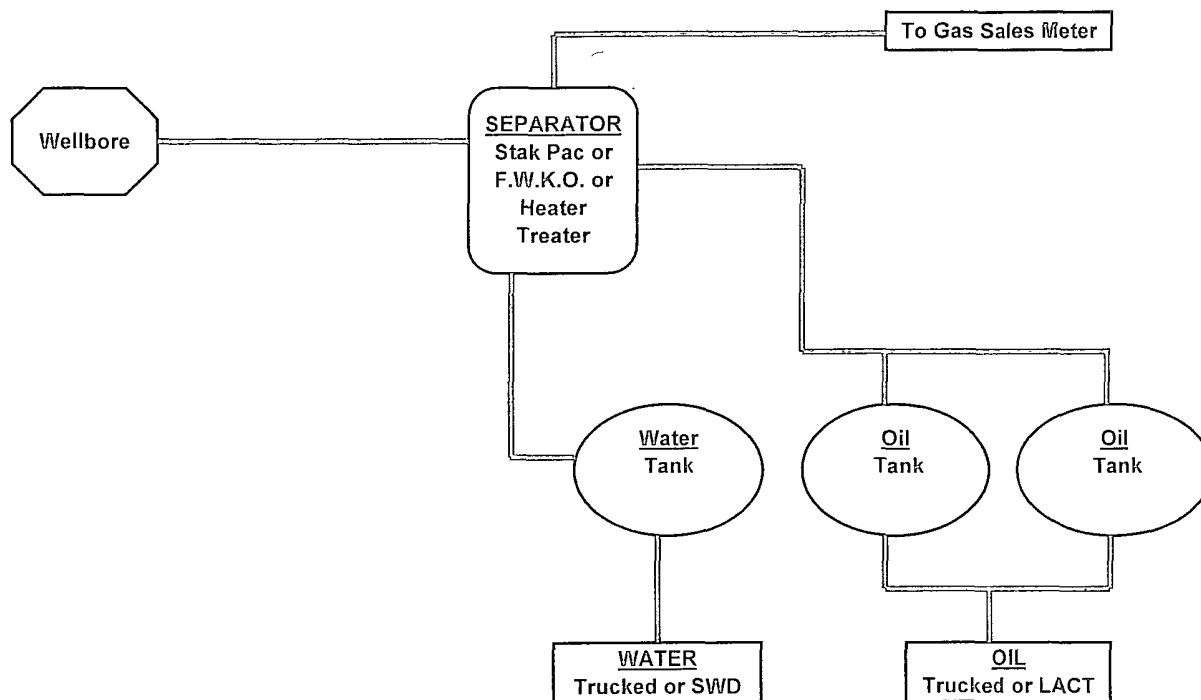 To Gas Sales Meter
Wellbore
SEPARATOR
Stak Pac or
F.W.K.O. or
Heater
Treater
Water
Tank
Oil
Tank
Oil
Tank
WATER
Trucked or SWD
OIL
Trucked or LACT